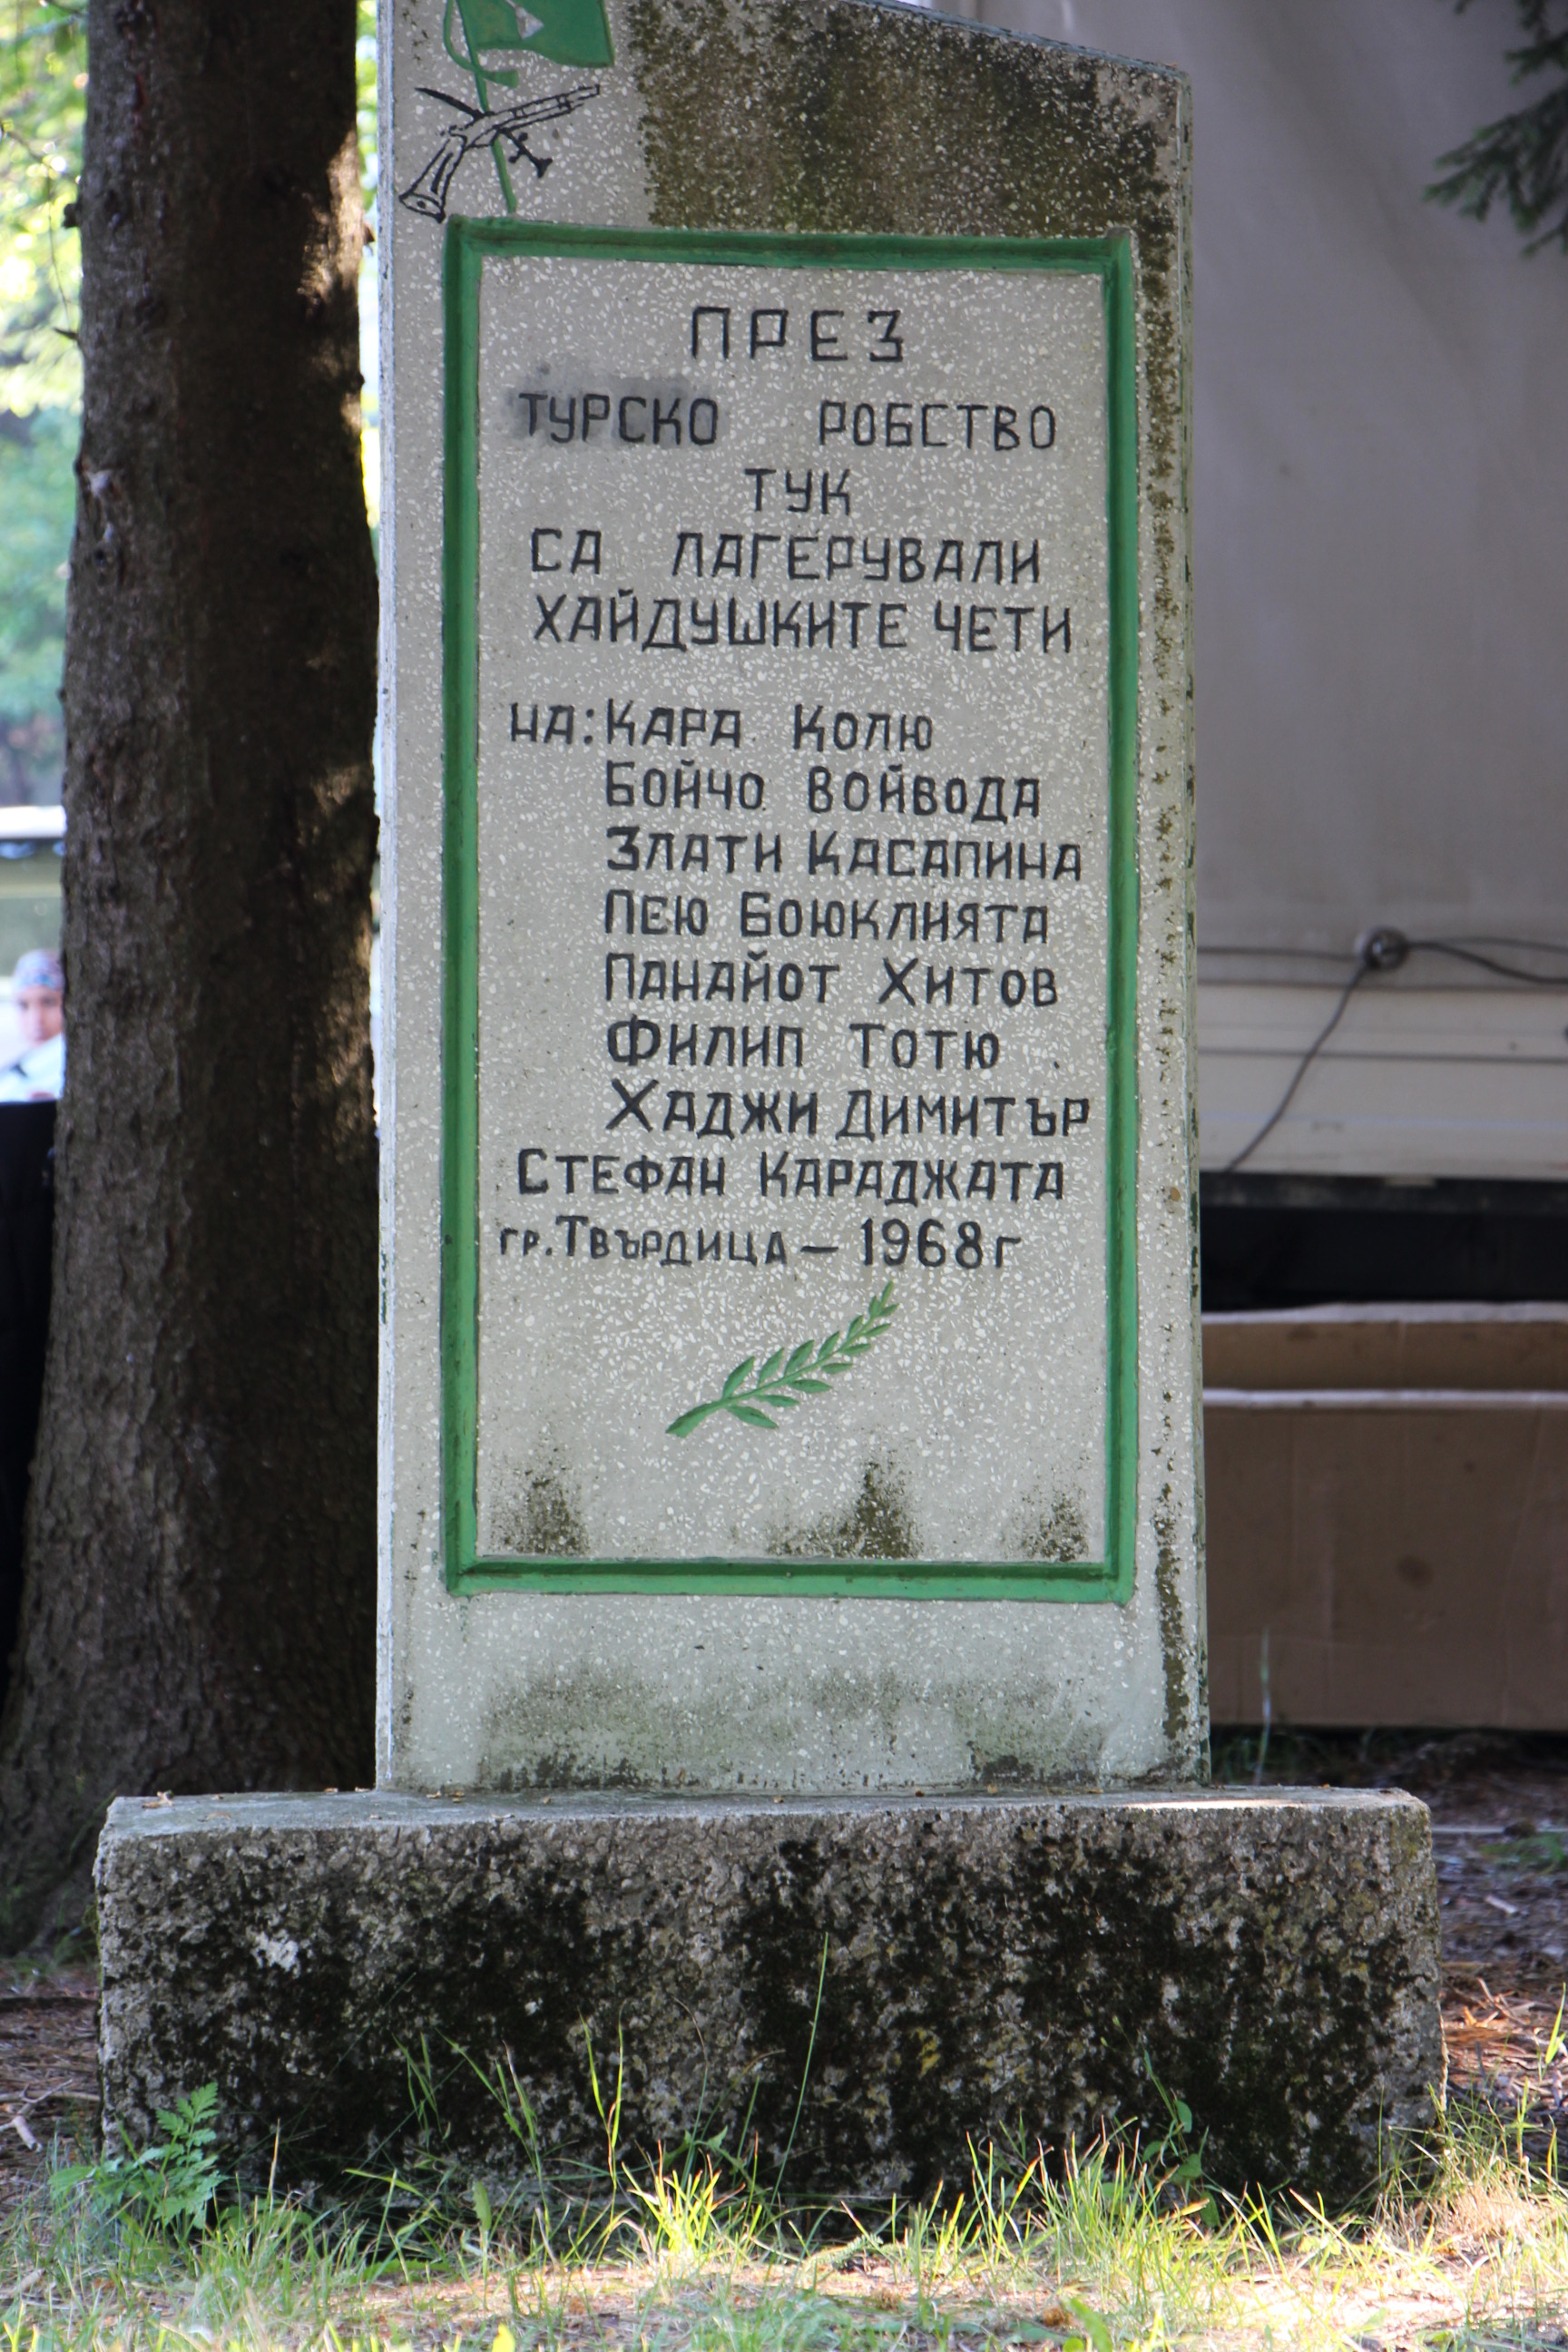 ПРЕЗ
ТУРСКО РОБСТВО
ТУК
СА ЛАГЕРУВАЛИ
ХАЙДУШКИТЕ ЧЕТИ
НА: КАРА КОЛЮ
БОЙЧО ВОЙВОДА
ЗЛАТИ КАСАПИНА
ПЕЮ БОЮКЛИЯТА
ПАНАЙОТ ХИТОВ
ФИЛИП ТОТЮ
ХАДЖИ ДИМИТЪР
СТЕФАН КАРАДЖАТА
гр. ТВЪРДИЦА – 1968 г